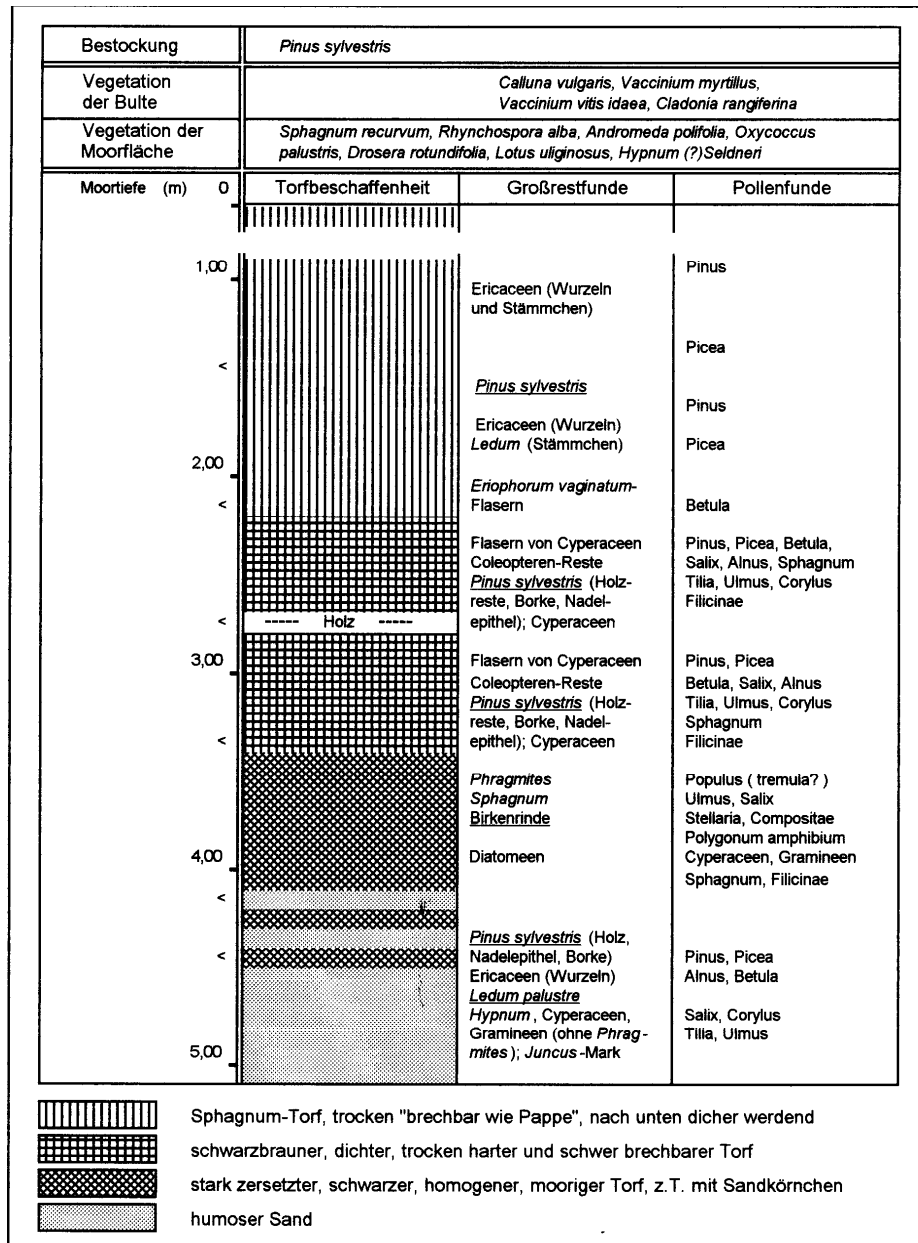 Bestockung Pinus sylvestris
Vegetation der Bulte Calluna vulgaris, Vaccinium myrtillus,
Vaccinium vitis idaea, Cladonia rangiferina
Vegetation der Moorfläche Sphagnum recurvum, Rhynchospora alba, Andromeda polifolia, Oxycoccus
palustris, Drosera rotundifolia, Lotus uliginosus, Hypnum (?)Seldneri
Moortiefe (m) 0 Torfbeschaffenheit Großrestfunde Pollenfunde
1,00 Pinus
Ericaceen (Wurzeln
und Stämmchen)
Picea
<
Pinus sylvestris
Pinus
Ericaceen (Wurzeln)
Ledum (Stämmchen) Picea
2,00
Eriophorum vaginatum-
< Flasern Betula
Flasern von Cyperaceen Pinus, Picea, Betula,
Coleopteren-Reste Salix, Alnus, Sphagnum
Pinus sylvestris (Holz- Tilia, Ulmus, Corylus
reste, Borke, Nadel- Filicinae
< ----- Holz ----- epithel); Cyperaceen
3,00 Flasern von Cyperaceen Pinus, Picea
Coleopteren-Reste Betula, Salix, Alnus
Pinus sylvestris (Holz- Tilia, Ulmus, Corylus
reste, Borke, Nadel- Sphagnum
< epithel); Cyperaceen Filicinae
Phragmites Populus ( tremula? )
Sphagnum Ulmus, Salix
Birkenrinde Stellaria, Compositae
Polygonum amphibium
4,00 Diatomeen Cyperaceen, Gramineen
Sphagnum, Filicinae
<
Pinus sylvestris (Holz,
< Nadelepithel, Borke) Pinus, Picea
Ericaceen (Wurzeln) Alnus, Betula
Ledum palustre
Hypnum, Cyperaceen, Salix, Corylus
Gramineen (ohne Phrag- Tilia, Ulmus
5,00 mites); Juncus-Mark
Sphagnum-Torf, trocken "brechbar wie Pappe", nach unten dicher werdend
schwarzbrauner, dichter, trocken harter und schwer brechbarer Torf
stark zersetzter, schwarzer, homogener, mooriger Torf, z.T. mit Sandkörnchen
humoser Sand